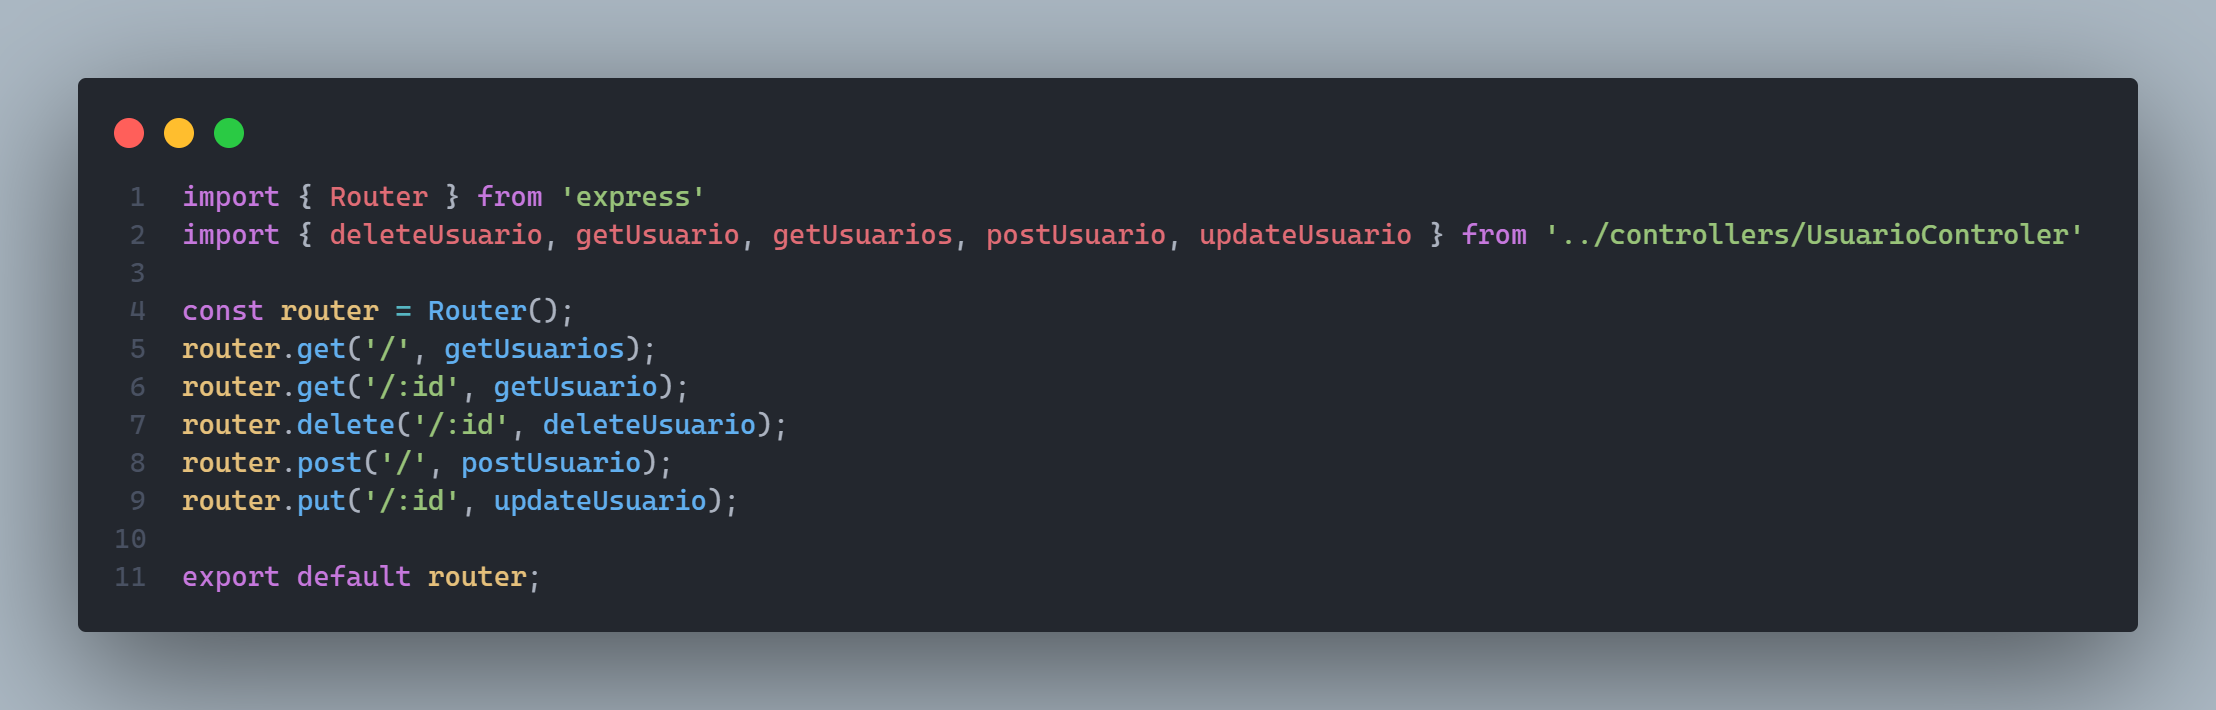 1 import { Router } from 'express'
2 import { deleteUsuario, getUsuario, getUsuarios, postUsuario, updateUsuario } from '../controllers/UsuarioControler'
3
4 const router = Router();
5 router.get('/', getUsuarios);
6 router.get('/:id', getUsuario);
7 router.delete('/:id', deleteUsuario);
8 router.post('/', postUsuario);
9 router.put('/:id', updateUsuario);
10
11 export default router;